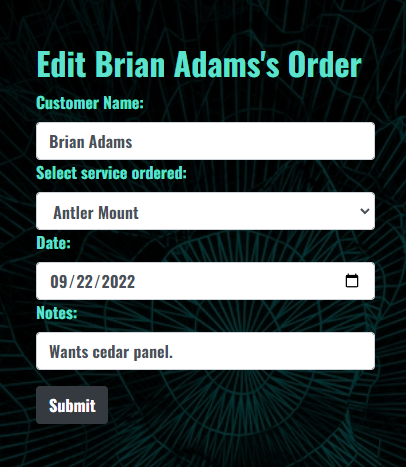 Edit Brian Adams's Order
Customer Name:
Brian Adams
Select service ordered:
Antler Mount
Date:
09/22/2022
Notes:
Wants cedar panel.
Submit